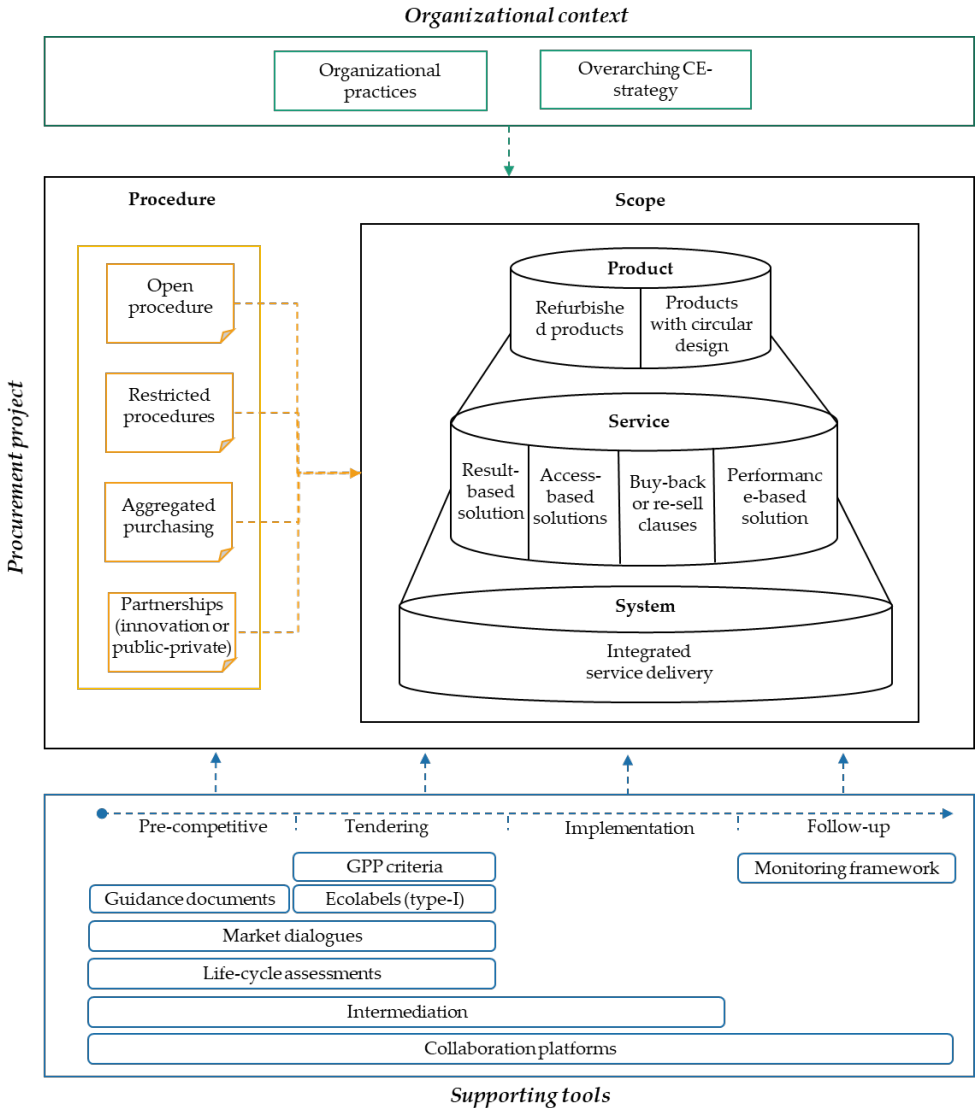 Organizational context
Organizational
practices
Overarching CE-
strategy
Procurement project
Procedure
Open
procedure
Restricted
procedures
Aggregated
purchasing
Partnerships
(innovation or
public-private)
Scope
Product
Refurbishe
d products
Products
with circular
design
Service
Result-
based
solution
Access-
based
solutions
Buy-back
or re-sell
clauses
Performanc
e-based
solution
System
Integrated
service delivery
Pre-competitive
Tendering
Implementation
Follow-up
GPP criteria
Monitoring framework
Guidance documents
Ecolabels (type-I)
Market dialogues
Life-cycle assessments
Intermediation
Collaboration platforms
Supporting tools